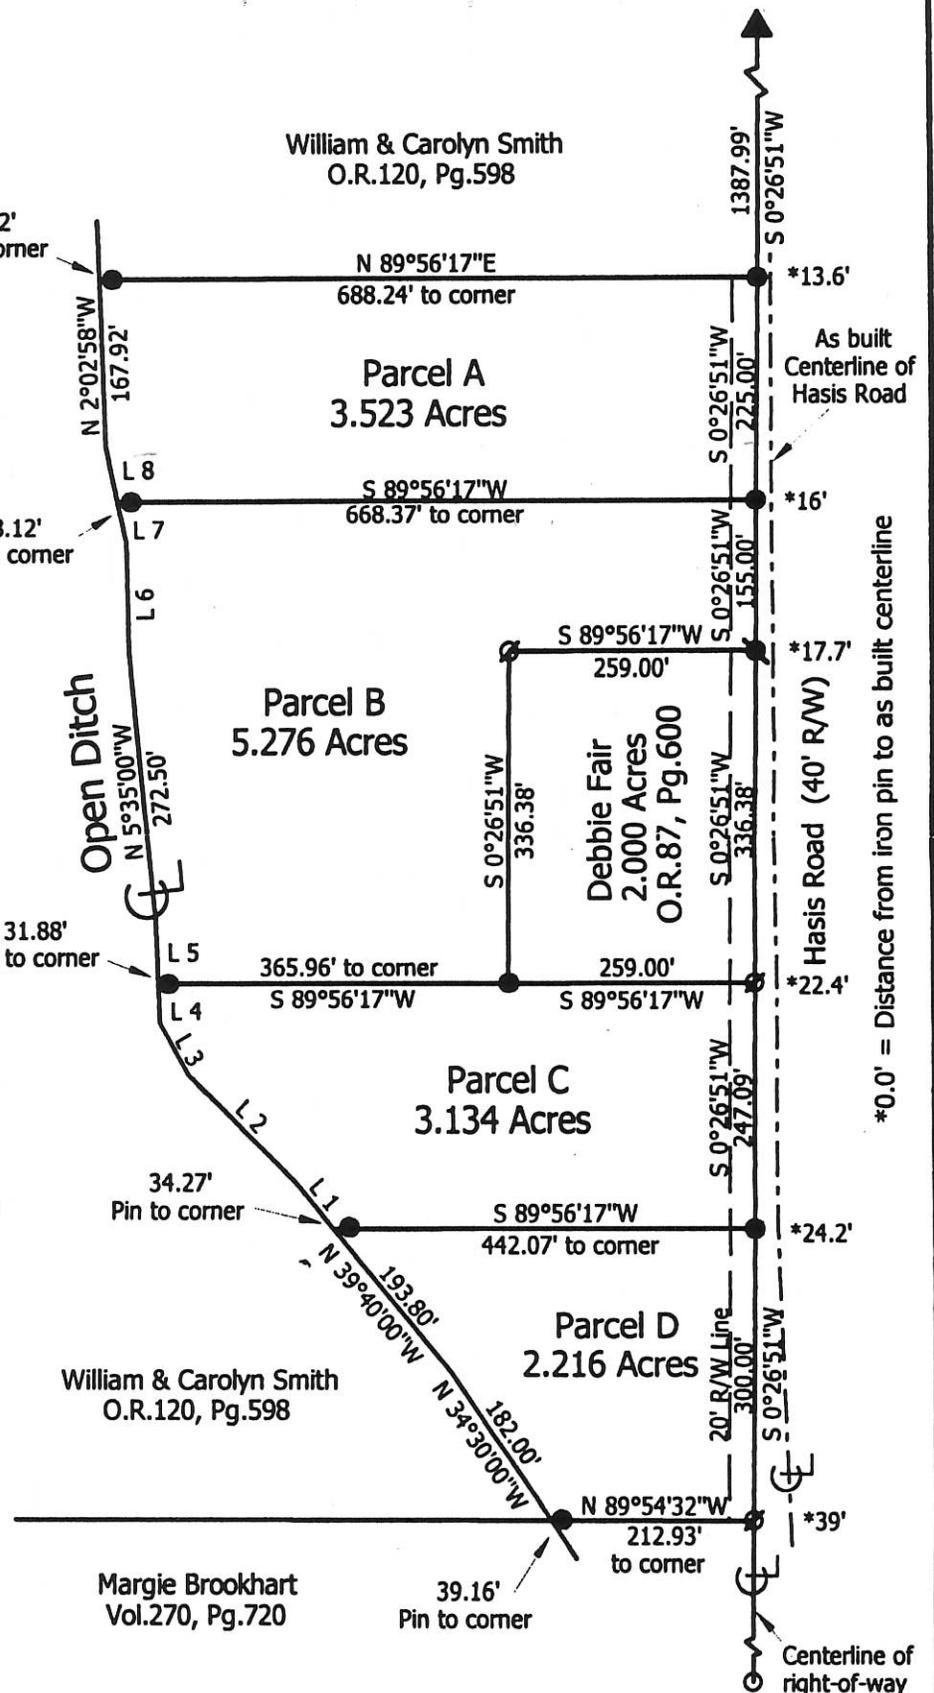 William & Carolyn Smith
O.R.120, Pg.598
1387.99'
S 0°26'51"W
2'
orner
N 89°56'17"E
688.24' to corner
*13.6'
N 2°02'58"W
167.92'
Parcel A
3.523 Acres
S 0°26'51"W
225.00'
As built
Centerline of
Hasis Road
L 8
S 89°56'17"W
668.37' to corner
*16'
3.12'
corner
L 7
S 0°26'51"W
155.00'
L 6
S 89°56'17"W
259.00'
*17.7'
Open Ditch
N 5°35'00"W
272.50'
Parcel B
5.276 Acres
S 0°26'51"W
336.38'
Debbie Fair
2.000 Acres
O.R.87, Pg.600
S 0°26'51"W
336.38'
Hasis Road (40' R/W)
*0.0' = Distance from iron pin to as built centerline
CL
31.88'
to corner
L 5
365.96' to corner
S 89°56'17"W
259.00'
S 89°56'17"W
*22.4'
L 4
L 3
L 2
Parcel C
3.134 Acres
S 0°26'51"W
247.09'
34.27'
Pin to corner
L 1
S 89°56'17"W
442.07' to corner
*24.2'
193.80'
N 39°40'00"W
Parcel D
2.216 Acres
20' R/W Line
300.00'
S 0°26'51"W
William & Carolyn Smith
O.R.120, Pg.598
182.00'
N 34°30'00"W
CL
N 89°54'32"W
212.93'
to corner
*39'
CL
Margie Brookhart
Vol.270, Pg.720
39.16'
Pin to corner
Centerline of
right-of-way